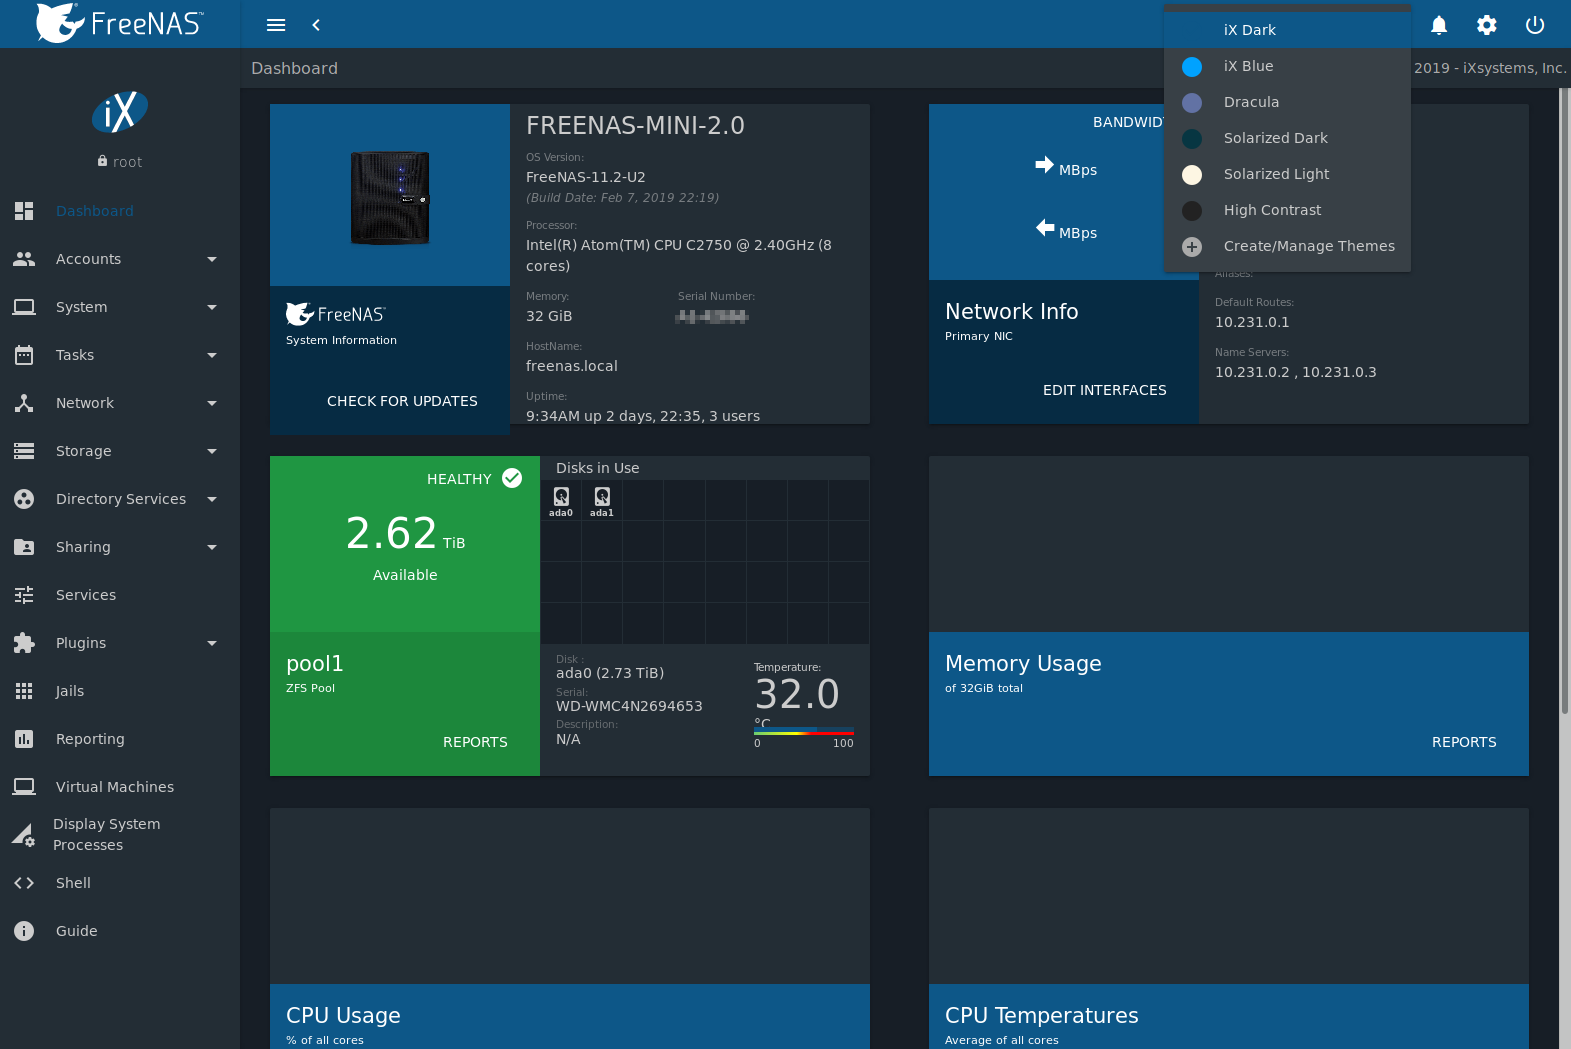 FreeNAS™
iX Dark
iX Blue
Dracula
Solarized Dark
Solarized Light
High Contrast
Create/Manage Themes
Dashboard
2019 - iXsystems, Inc.
iX
root
Dashboard
Accounts
System
Tasks
Network
Storage
Directory Services
Sharing
Services
Plugins
Jails
Reporting
Virtual Machines
Display System
Processes
Shell
Guide
FreeNAS
System Information
CHECK FOR UPDATES
FREENAS-MINI-2.0
OS Version:
FreeNAS-11.2-U2
(Build Date: Feb 7, 2019 22:19)
Processor:
Intel(R) Atom(TM) CPU C2750 @ 2.40GHz (8
cores)
Memory:
32 GiB
Serial Number:
HostName:
freenas.local
Uptime:
9:34AM up 2 days, 22:35, 3 users
BANDWID
MBps
MBps
Network Info
Primary NIC
EDIT INTERFACES
Aliases:
Default Routes:
10.231.0.1
Name Servers:
10.231.0.2 , 10.231.0.3
HEALTHY
2.62 TiB
Available
pool1
ZFS Pool
REPORTS
Disks in Use
ada0 ada1
Disk :
ada0 (2.73 TiB)
Serial:
WD-WMC4N2694653
Description:
N/A
Temperature:
32.0
°C
0 100
Memory Usage
of 32GiB total
REPORTS
CPU Usage
% of all cores
CPU Temperatures
Average of all cores